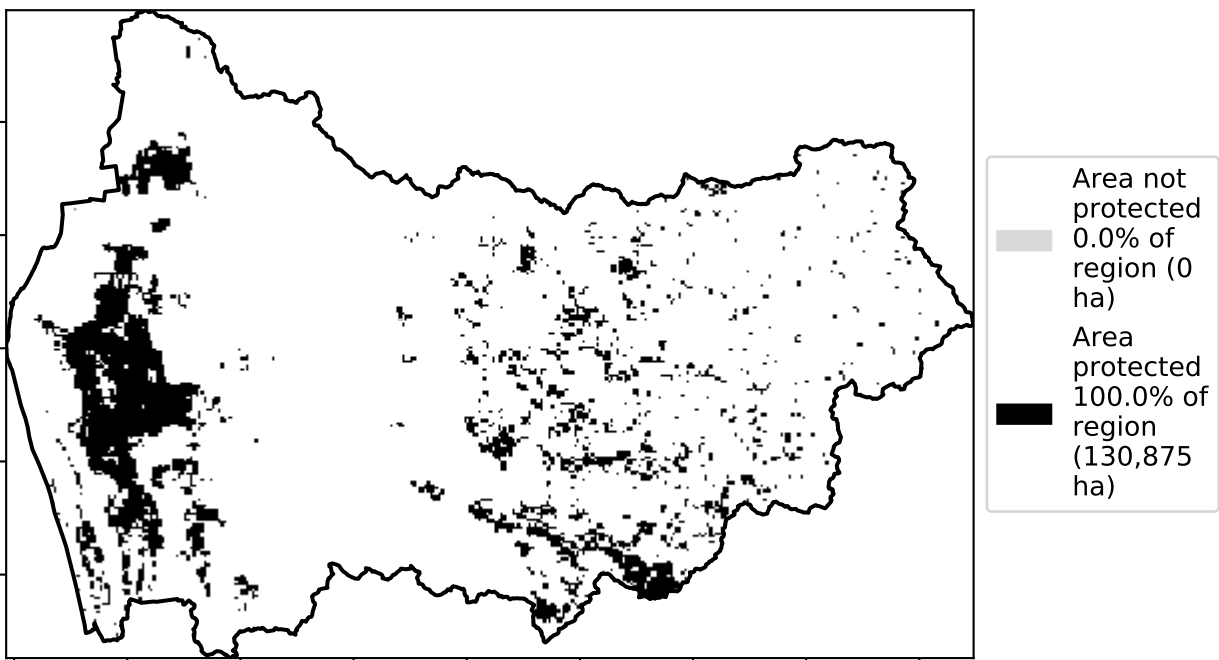 Area not
protected
0.0% of
region (0
ha)
Area
protected
100.0% of
region
(130,875
ha)